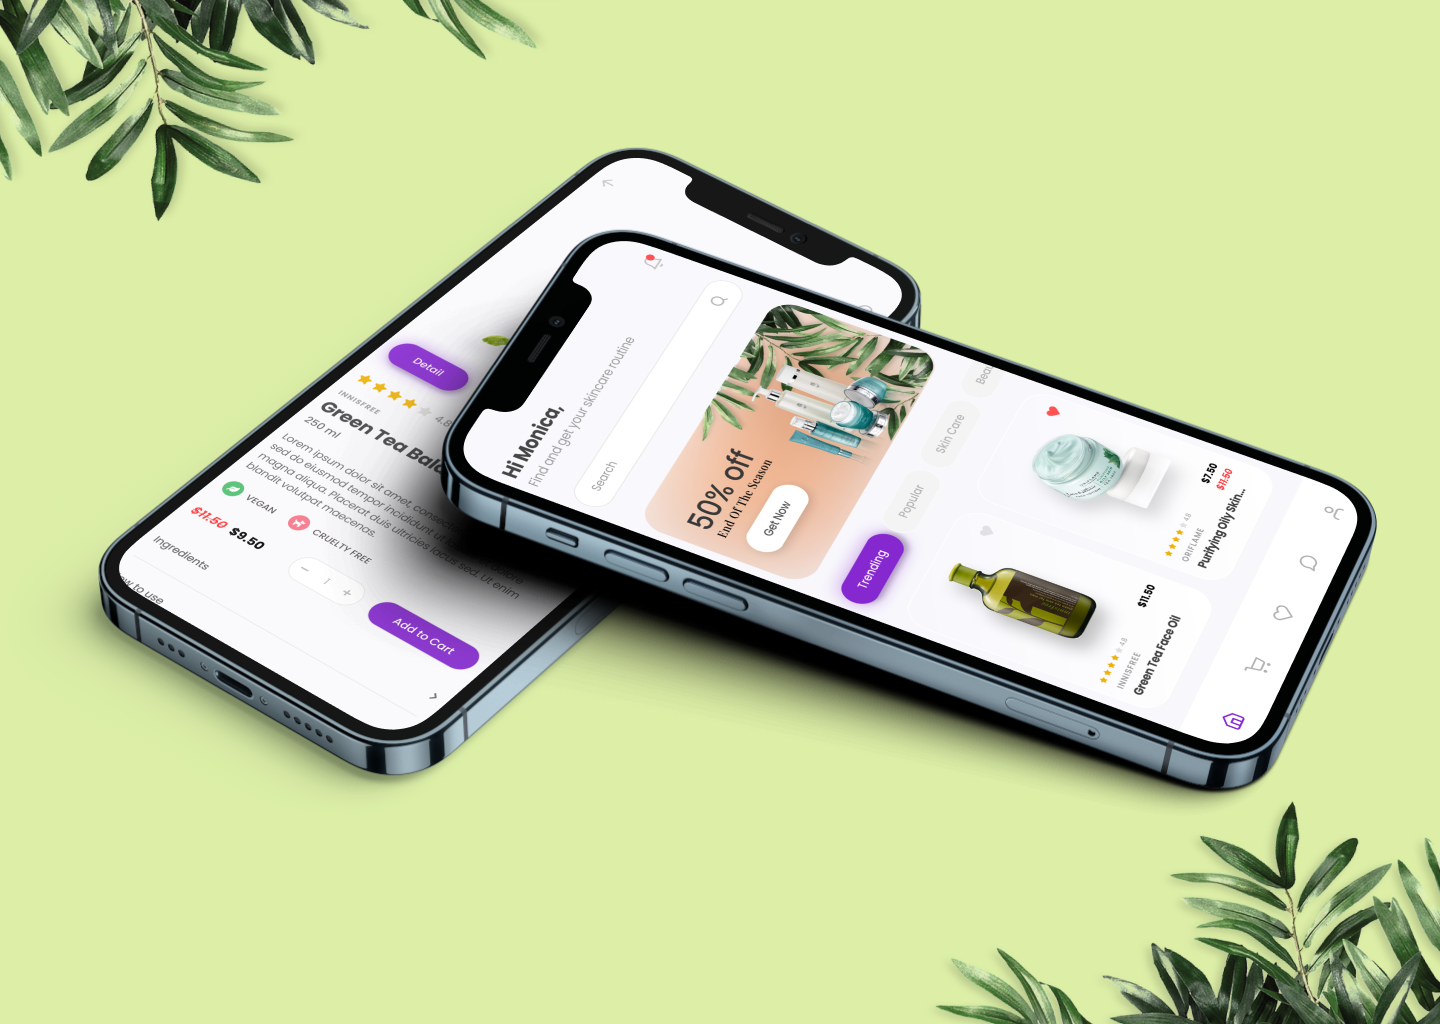 Detail
4.8
INNISFREE
Green Tea Bala
250 ml
Lorem ipsum dolor sit amet, consec
sed do eiusmod tempor incididunt ut
magna aliqua. Placerat duis ultricies lacus sed. Ut enim
blandit volutpat maecenas.
VEGAN
CRUELTY FREE
$11.50 $9.50
1
Add to Cart
Ingredients
ow to use
Hi Monica,
Find and get your skincare routine
Search
50% off
End Of The Season
Get Now
Trending
Popular
Skin Care
Bea
$7.50
$11.50
4.8
ORIFLAME
Purifying Oily Skin...
$11.50
4.8
INNISFREE
Green Tea Face Oil